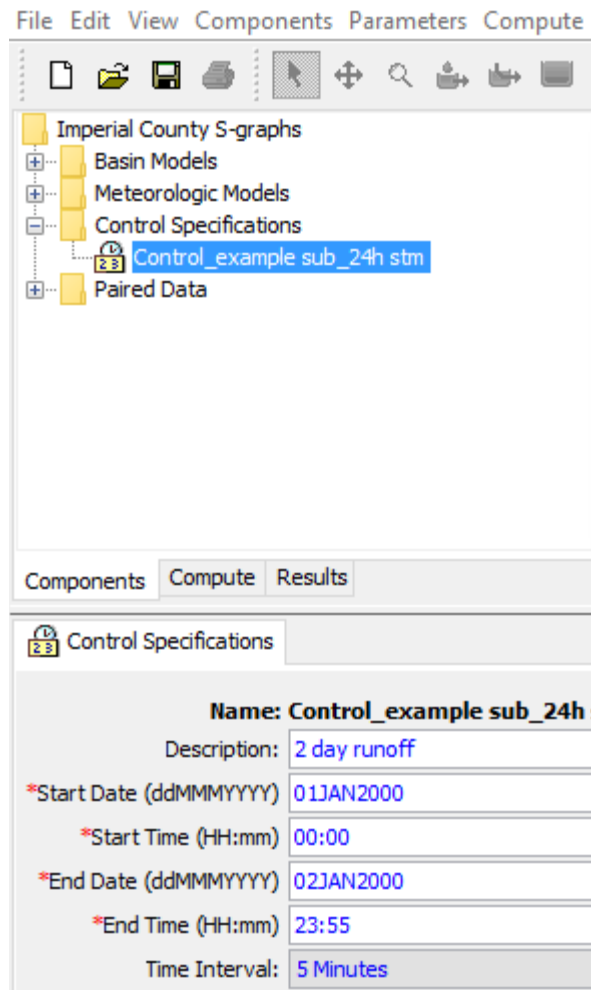 File Edit View Components Parameters Compute
Imperial County S-graphs
Basin Models
Meteorologic Models
Control Specifications
Control_example sub_24h stm
Paired Data
Components Compute Results
Control Specifications
Name: Control_example sub_24h
Description: 2 day runoff
*Start Date (ddMMMYYYY) 01JAN2000
*Start Time (HH:mm) 00:00
*End Date (ddMMMYYYY) 02JAN2000
*End Time (HH:mm) 23:55
Time Interval: 5 Minutes